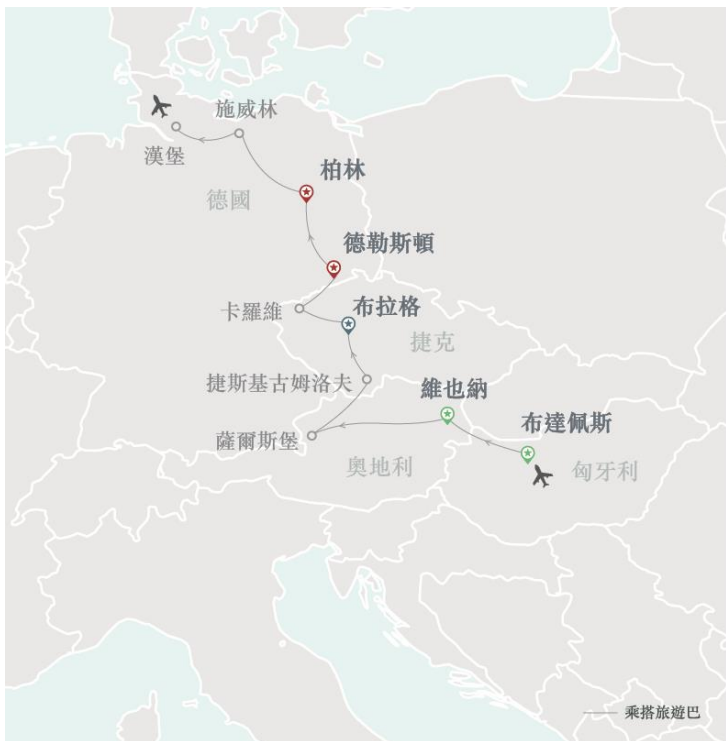 施威林
漢堡
柏林
德國
德勒斯頓
卡羅維
布拉格
捷克
捷斯基古姆洛夫
維也納
薩爾斯堡
布達佩斯
奧地利
匈牙利
乘搭旅遊巴